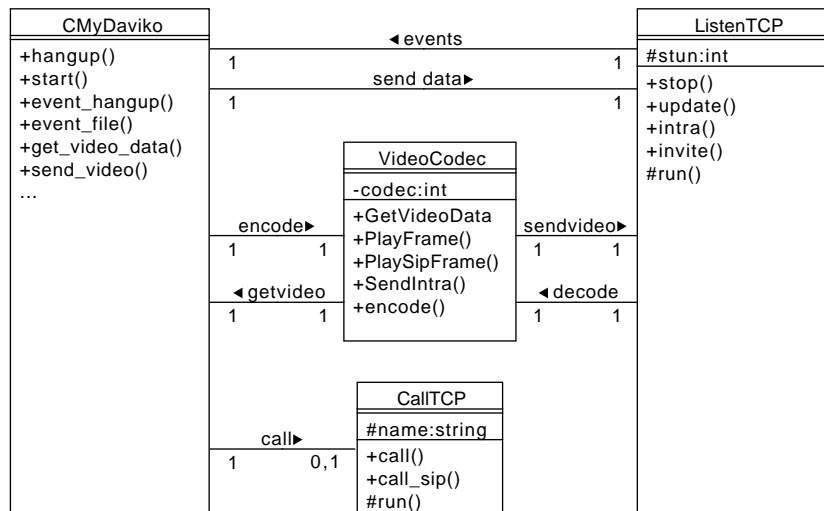 CMyDaviko
+hangup()
+start()
+event_hangup()
+event_file()
+get_video_data()
+send_video()
...
◄events
1 1
send data►
1 1
ListenTCP
#stun:int
+stop()
+update()
+intra()
+invite()
#run()
VideoCodec
-codec:int
+GetVideoData
+PlayFrame()
+PlaySipFrame()
+SendIntra()
+encode()
encode►
1 1
◄getvideo
1 1
sendvideo►
1 1
◄decode
1 1
CallTCP
#name:string
+call()
+call_sip()
#run()
call►
1 0,1